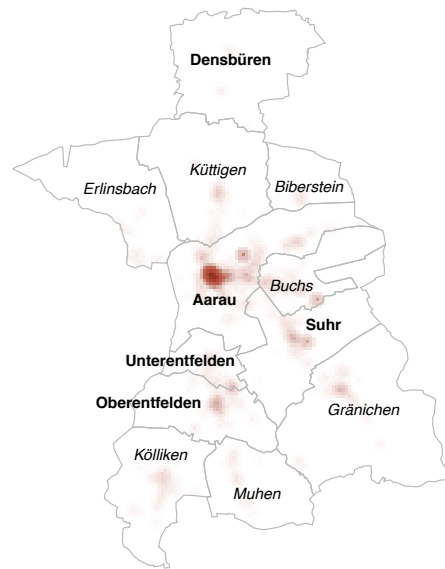 Densbüren
Küttigen
Erlinsbach
Biberstein
Buchs
Aarau
Suhr
Unterentfelden
Oberentfelden
Gränichen
Kölliken
Muhen